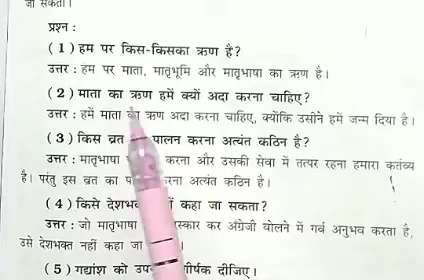 जा सकता।
प्रश्न :
( 1 ) हम पर किस-किसका ऋण है?
उत्तर : हम पर माता, मातृभूमि और मातृभाषा का ऋण है।
( 2 ) माता का ऋण हमें क्यों अदा करना चाहिए?
उत्तर : हमें माता का ऋण अदा करना चाहिए, क्योंकि उसीने हमें जन्म दिया है।
( 3 ) किस व्रत पालन करना अत्यंत कठिन है?
उत्तर : मातृभाषा करना और उसकी सेवा में तत्पर रहना हमारा कर्तव्य
है। परंतु इस व्रत का करना अत्यंत कठिन है।
( 4 ) किसे कहा जा सकता?
उत्तर : जो मातृभाषा कर अंग्रेजी बोलने में गर्व अनुभव करता है,
उसे देशभक्त नहीं कहा जा
( 5 ) गद्यांश को शीर्षक दीजिए।